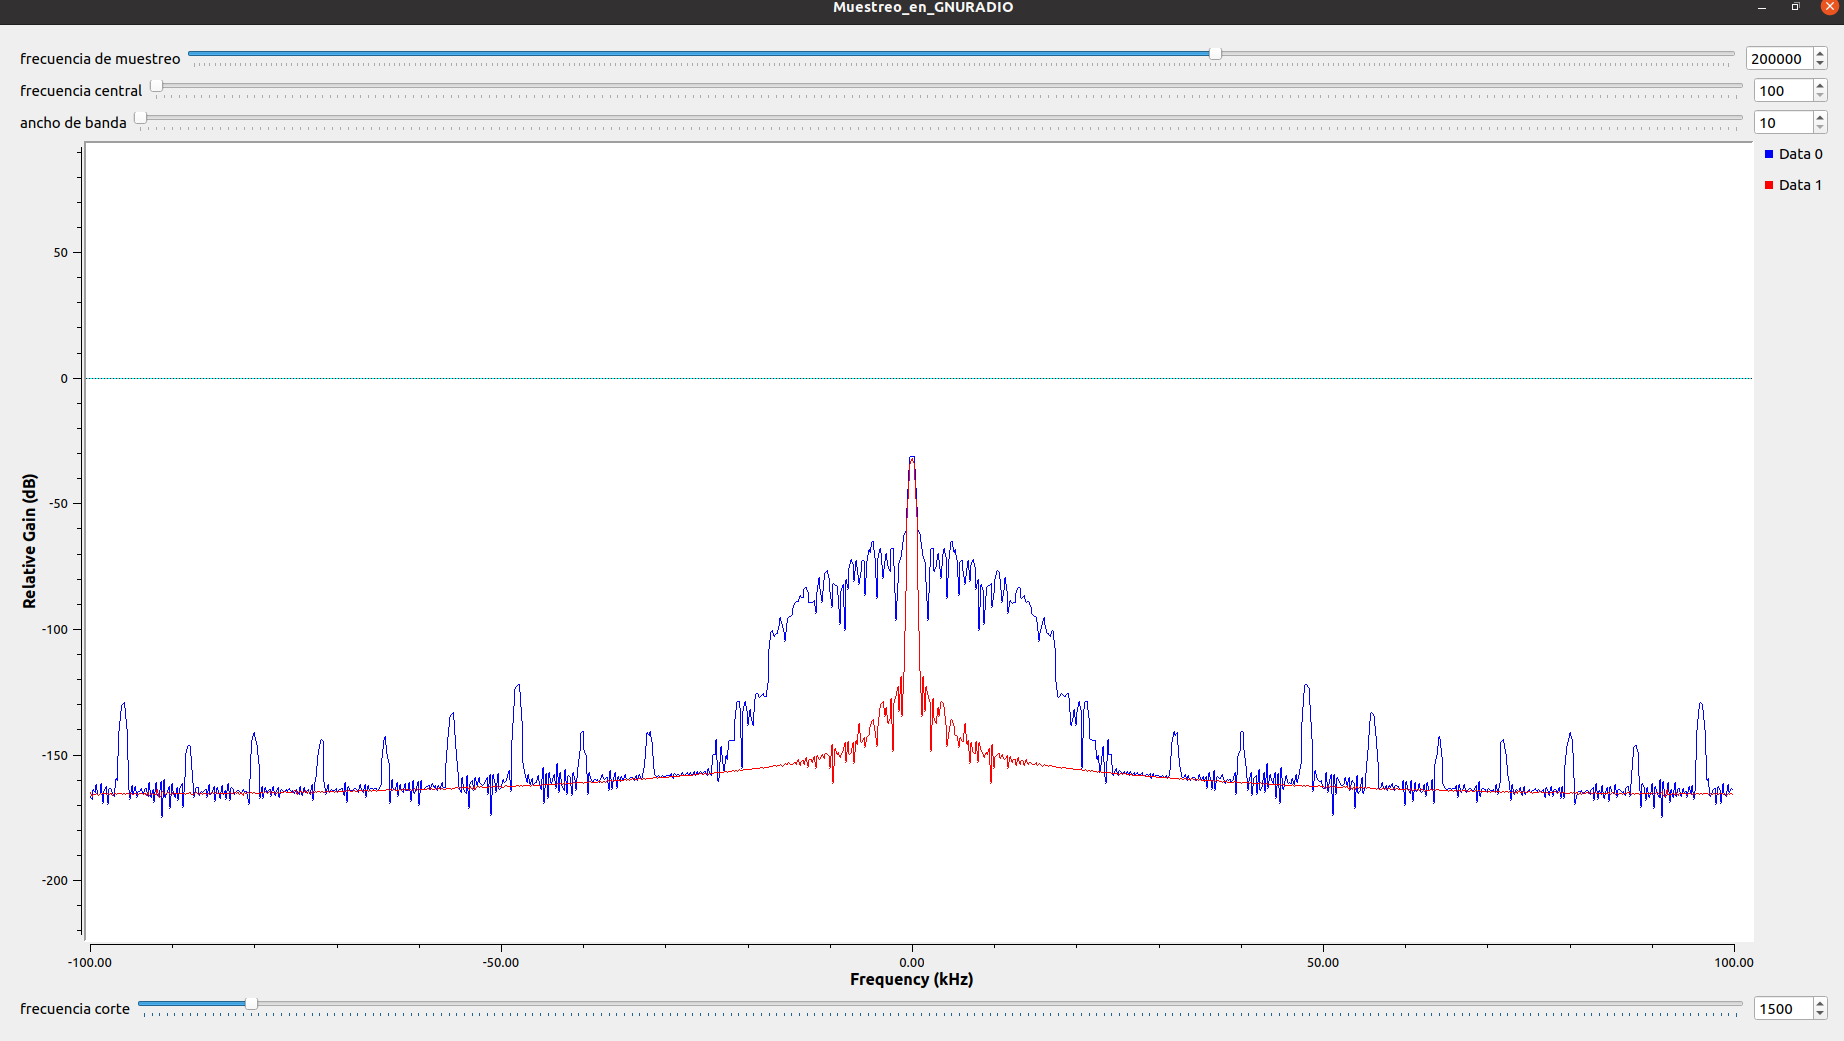 Muestreo_en_GNURADIO
frecuencia de muestreo 200000
frecuencia central 100
ancho de banda 10
Data 0
Data 1
50
0
-50
-100
-150
-200
Relative Gain (dB)
-100.00 -50.00 0.00 50.00 100.00
Frequency (kHz)
frecuencia corte 1500